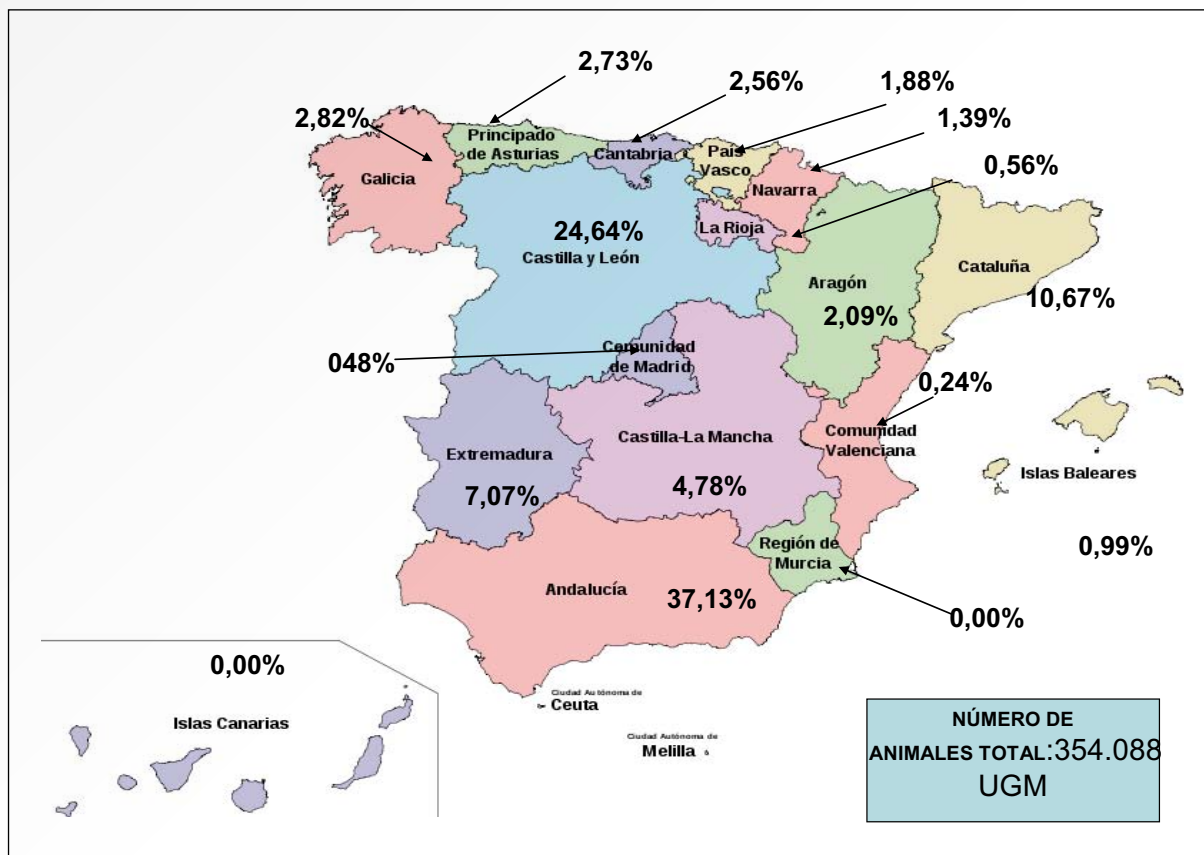 2,73%
2,56%
1,88%
2,82%
1,39%
Principado
de Asturias
Cantabria
País
Vasco
0,56%
Galicia
Navarra
La Rioja
24,64%
Castilla y León
Cataluña
Aragón
10,67%
2,09%
Comunidad
de Madrid
048%
0,24%
Castilla-La Mancha
Comunidad
Valenciana
Extremadura
Islas Baleares
7,07%
4,78%
Región de
Murcia
0,99%
Andalucía
37,13%
0,00%
0,00%
Ciudad Autónoma de
Ceuta
Islas Canarias
Ciudad Autónoma de
Melilla
NÚMERO DE
ANIMALES TOTAL:354.088
UGM